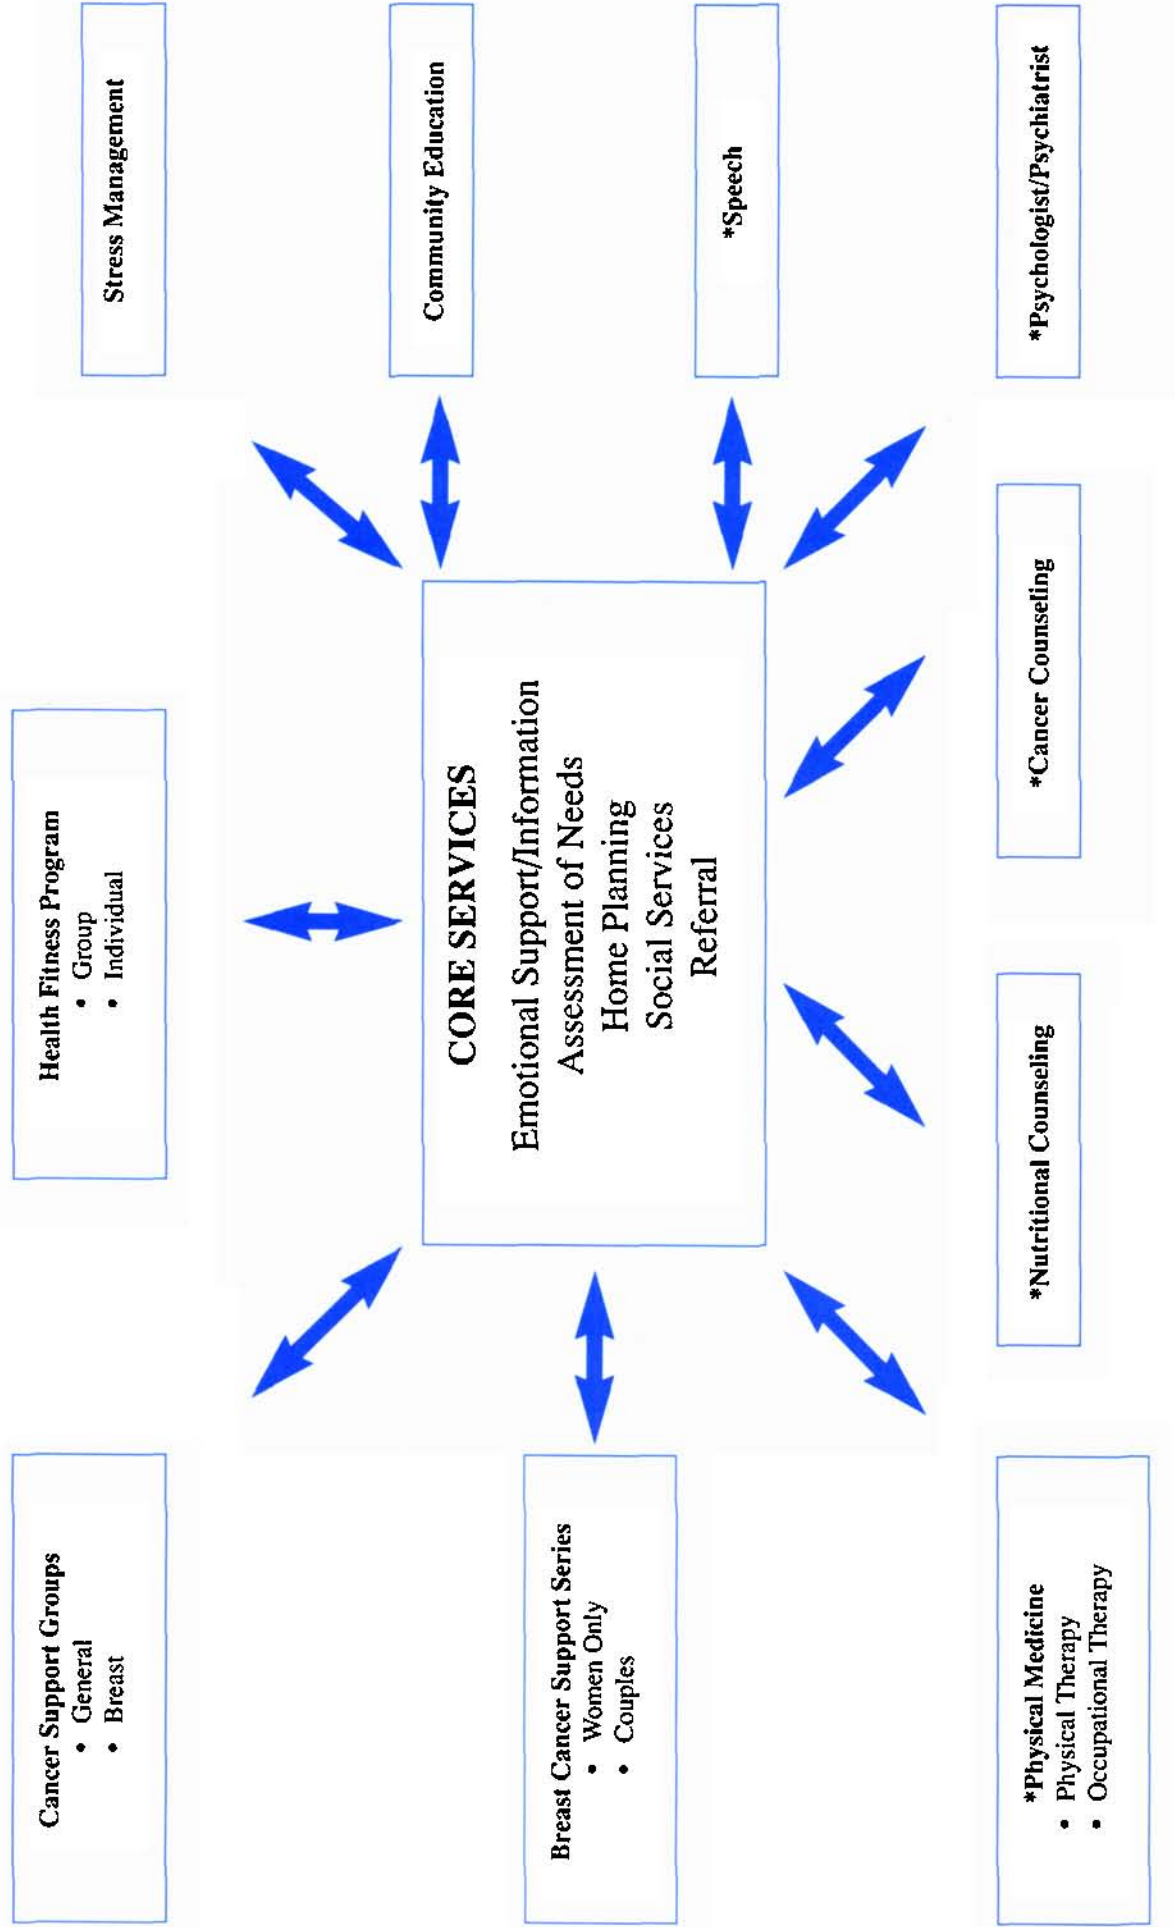 Cancer Support Groups
• General
• Breast
Health Fitness Program
• Group
• Individual
Stress Management
Breast Cancer Support Series
• Women Only
• Couples
CORE SERVICES
Emotional Support/Information
Assessment of Needs
Home Planning
Social Services
Referral
Community Education
*Speech
*Physical Medicine
• Physical Therapy
• Occupational Therapy
*Nutritional Counseling
*Cancer Counseling
*Psychologist/Psychiatrist